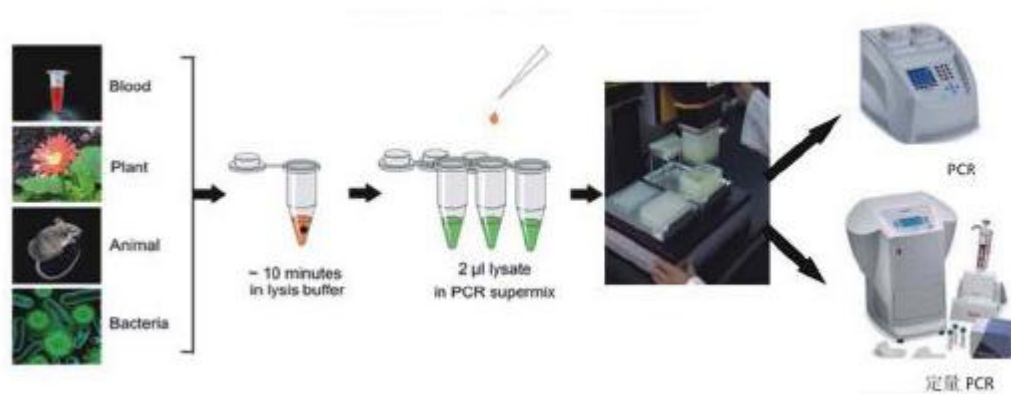 Blood
Plant
Animal
Bacteria
~ 10 minutes
in lysis buffer
2 µl lysate
in PCR supermix
PCR
定量 PCR